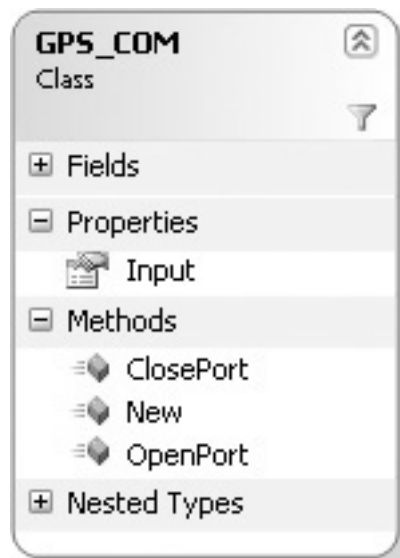 GPS_COM
Class
Fields
Properties
Input
Methods
ClosePort
New
OpenPort
Nested Types